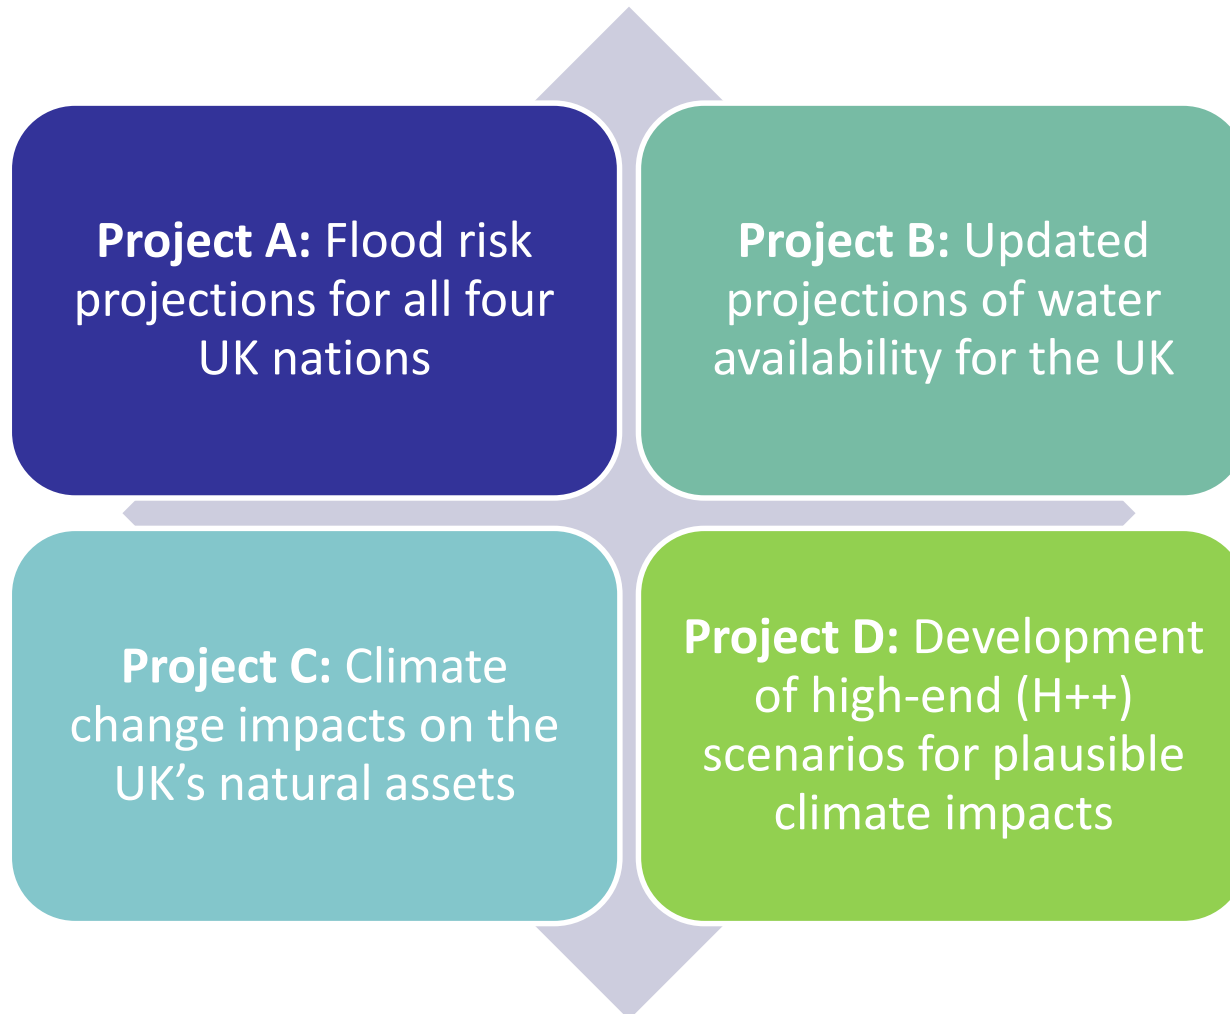 Project A: Flood risk
projections for all four
UK nations
Project B: Updated
projections of water
availability for the UK
Project C: Climate
change impacts on the
UK’s natural assets
Project D: Development
of high-end (H++)
scenarios for plausible
climate impacts